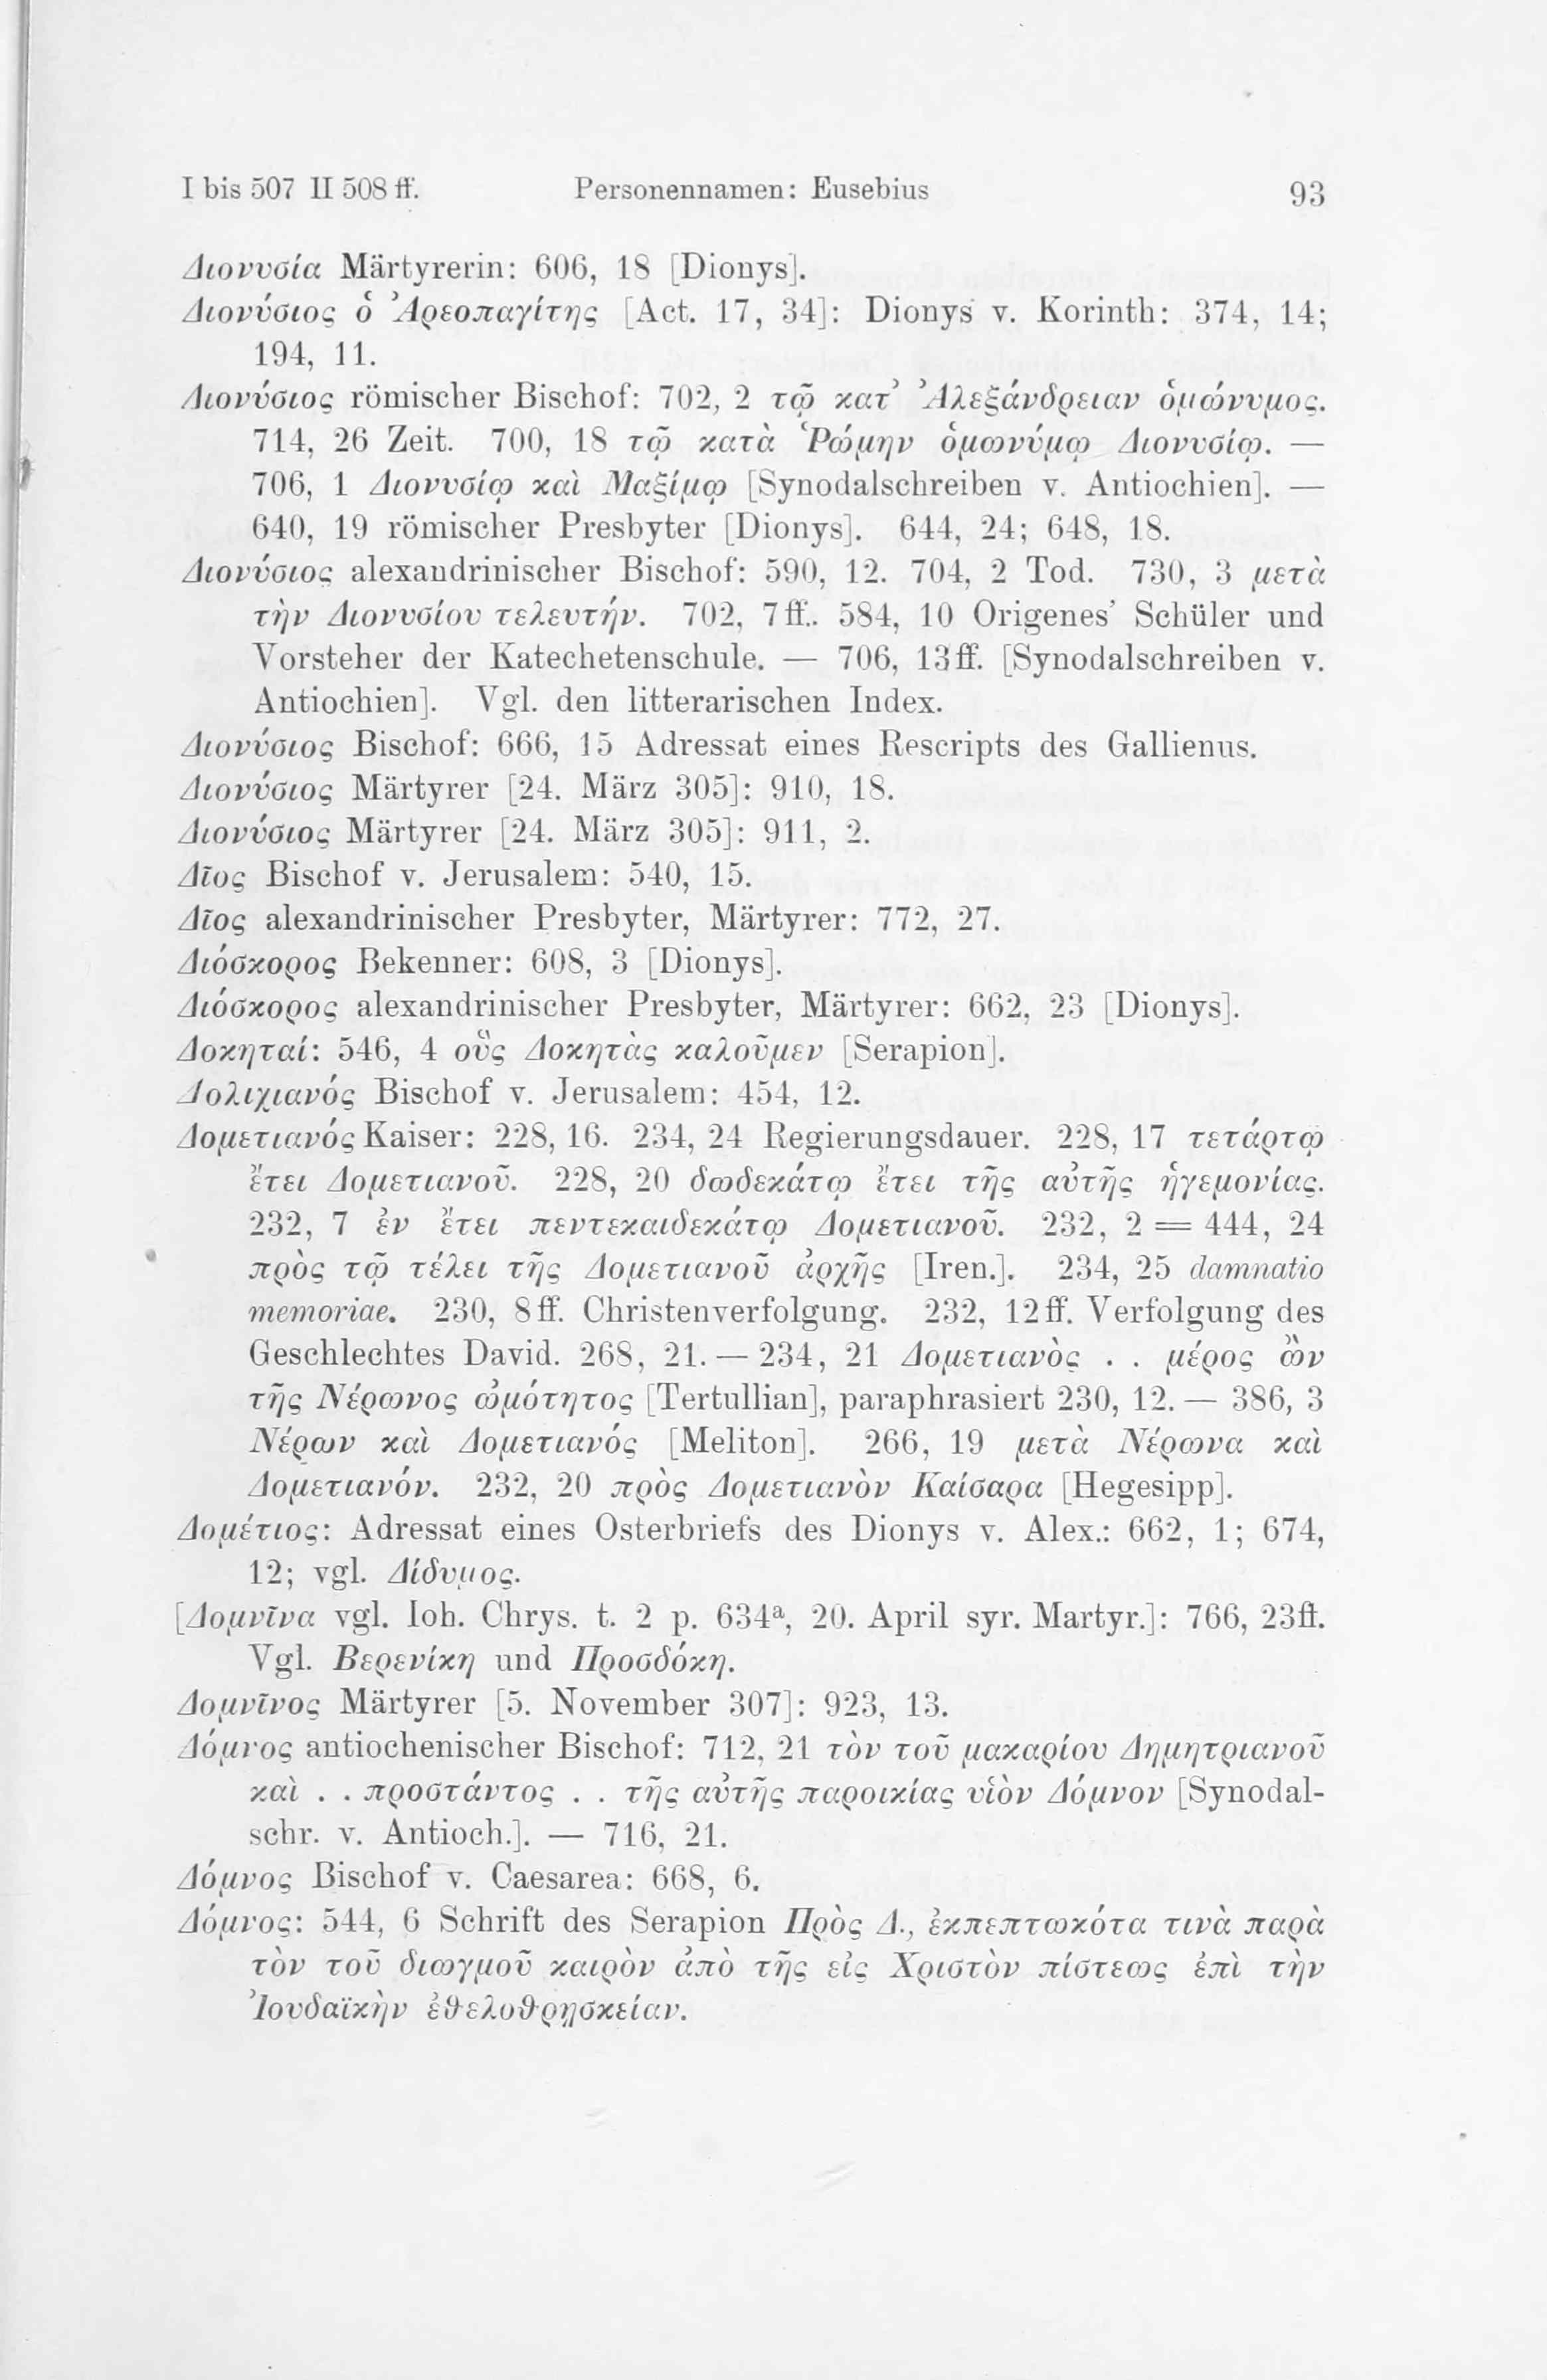 I bis 507 II 508 ff. Personennamen: Eusebius 93
Διονυσία Märtyrerin: 606, 18 [Dionys].
Διονύσιος ὁ Ἀρεοπαγίτης [Act. 17, 34]: Dionys v. Korinth: 374, 14;
194, 11.
Διονύσιος römischer Bischof: 702, 2 τῷ κατ’ Ἀλεξάνδρειαν ὁμώνυμος.
714, 26 Zeit. 700, 18 τῷ κατὰ Ῥώμην ὁμωνύμῳ Διονυσίῳ. —
706, 1 Διονυσίῳ καὶ Μαξίμῳ [Synodalschreiben v. Antiochien]. —
640, 19 römischer Presbyter [Dionys]. 644, 24; 648, 18.
Διονύσιος alexandrinischer Bischof: 590, 12. 704, 2 Tod. 730, 3 μετὰ
τὴν Διονυσίου τελευτήν. 702, 7ff.. 584, 10 Origenes’ Schüler und
Vorsteher der Katechetenschule. — 706, 13ff. [Synodalschreiben v.
Antiochien]. Vgl. den litterarischen Index.
Διονύσιος Bischof: 666, 15 Adressat eines Rescripts des Gallienus.
Διονύσιος Märtyrer [24. März 305]: 910, 18.
Διονύσιος Märtyrer [24. März 305]: 911, 2.
Δῖος Bischof v. Jerusalem: 540, 15.
Δῖος alexandrinischer Presbyter, Märtyrer: 772, 27.
Διόσκορος Bekenner: 608, 3 [Dionys].
Διόσκορος alexandrinischer Presbyter, Märtyrer: 662, 23 [Dionys].
Δοκηταί: 546, 4 οὓς Δοκητὰς καλοῦμεν [Serapion].
Δολιχιανός Bischof v. Jerusalem: 454, 12.
Δομετιανός Kaiser: 228, 16. 234, 24 Regierungsdauer. 228, 17 τετάρτῳ
ἔτει Δομετιανοῦ. 228, 20 δωδεκάτῳ ἔτει τῆς αὐτῆς ἡγεμονίας.
232, 7 ἐν ἔτει πεντεκαιδεκάτῳ Δομετιανοῦ. 232, 2 = 444, 24
πρὸς τῷ τέλει τῆς Δομετιανοῦ ἀρχῆς [Iren.]. 234, 25 damnatio
memoriae. 230, 8ff. Christenverfolgung. 232, 12ff. Verfolgung des
Geschlechtes David. 268, 21. — 234, 21 Δομετιανὸς . . μέρος ὢν
τῆς Νέρωνος ὠμότητος [Tertullian], paraphrasiert 230, 12. — 386, 3
Νέρων καὶ Δομετιανός [Meliton]. 266, 19 μετὰ Νέρωνα καὶ
Δομετιανόν. 232, 20 πρὸς Δομετιανὸν Καίσαρα [Hegesipp].
Δομέτιος: Adressat eines Osterbriefs des Dionys v. Alex.: 662, 1; 674,
12; vgl. Δίδυμος.
[Δομνῖνα vgl. Ioh. Chrys. t. 2 p. 634ª, 20. April syr. Martyr.]: 766, 23ff.
Vgl. Βερενίκη und Προσδόκη.
Δομνῖνος Märtyrer [5. November 307]: 923, 13.
Δόμνος antiochenischer Bischof: 712, 21 τὸν τοῦ μακαρίου Δημητριανοῦ
καὶ . . προστάντος . . τῆς αὐτῆς παροικίας υἱὸν Δόμνον [Synodal-
schr. v. Antioch.]. — 716, 21.
Δόμνος Bischof v. Caesarea: 668, 6.
Δόμνος: 544, 6 Schrift des Serapion Πρὸς Δ., ἐκπεπτωκότα τινὰ παρὰ
τὸν τοῦ διωγμοῦ καιρὸν ἀπὸ τῆς εἰς Χριστὸν πίστεως ἐπὶ τὴν
Ἰουδαϊκὴν ἐθελοθρῃσκείαν.